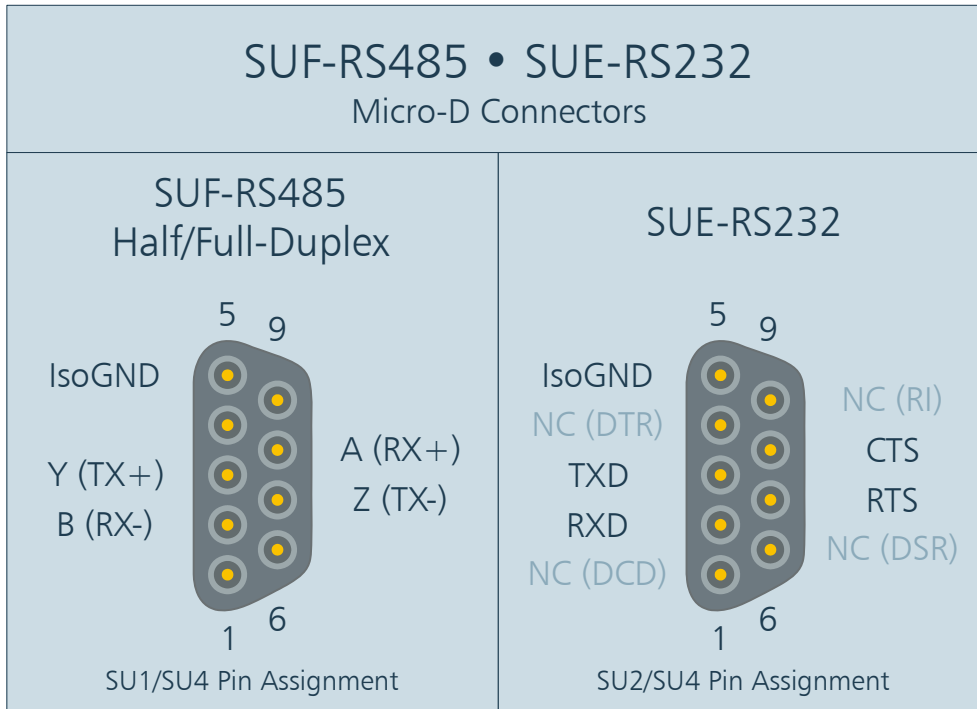 SUF-RS485 • SUE-RS232
Micro-D Connectors
SUF-RS485
Half/Full-Duplex
5
9
IsoGND
A (RX+)
Y (TX+)
Z (TX-)
B (RX-)
6
1
SU1/SU4 Pin Assignment
SUE-RS232
5
9
IsoGND
NC (RI)
NC (DTR)
CTS
TXD
RTS
RXD
NC (DSR)
NC (DCD)
6
1
SU2/SU4 Pin Assignment